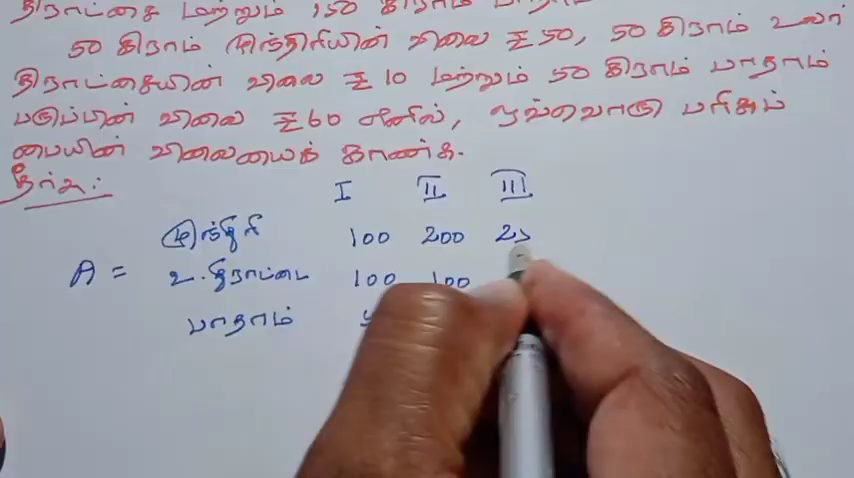 திராட்சை மற்றும் 150 கிராம்
50 கிராம் முந்திரியின் விலை ₹50, 50 கிராம் உலர்
திராட்சையின் விலை ₹10 மற்றும் 50 கிராம் பாதாம்
பருப்பின் விலை ₹60 எனில், ஒவ்வொரு பரிசுப்
பையின் விலையைக் காண்க.
தீர்வு:
I II III
முந்திரி 100 200 25
A = உ.திராட்சை 100 100
பாதாம்